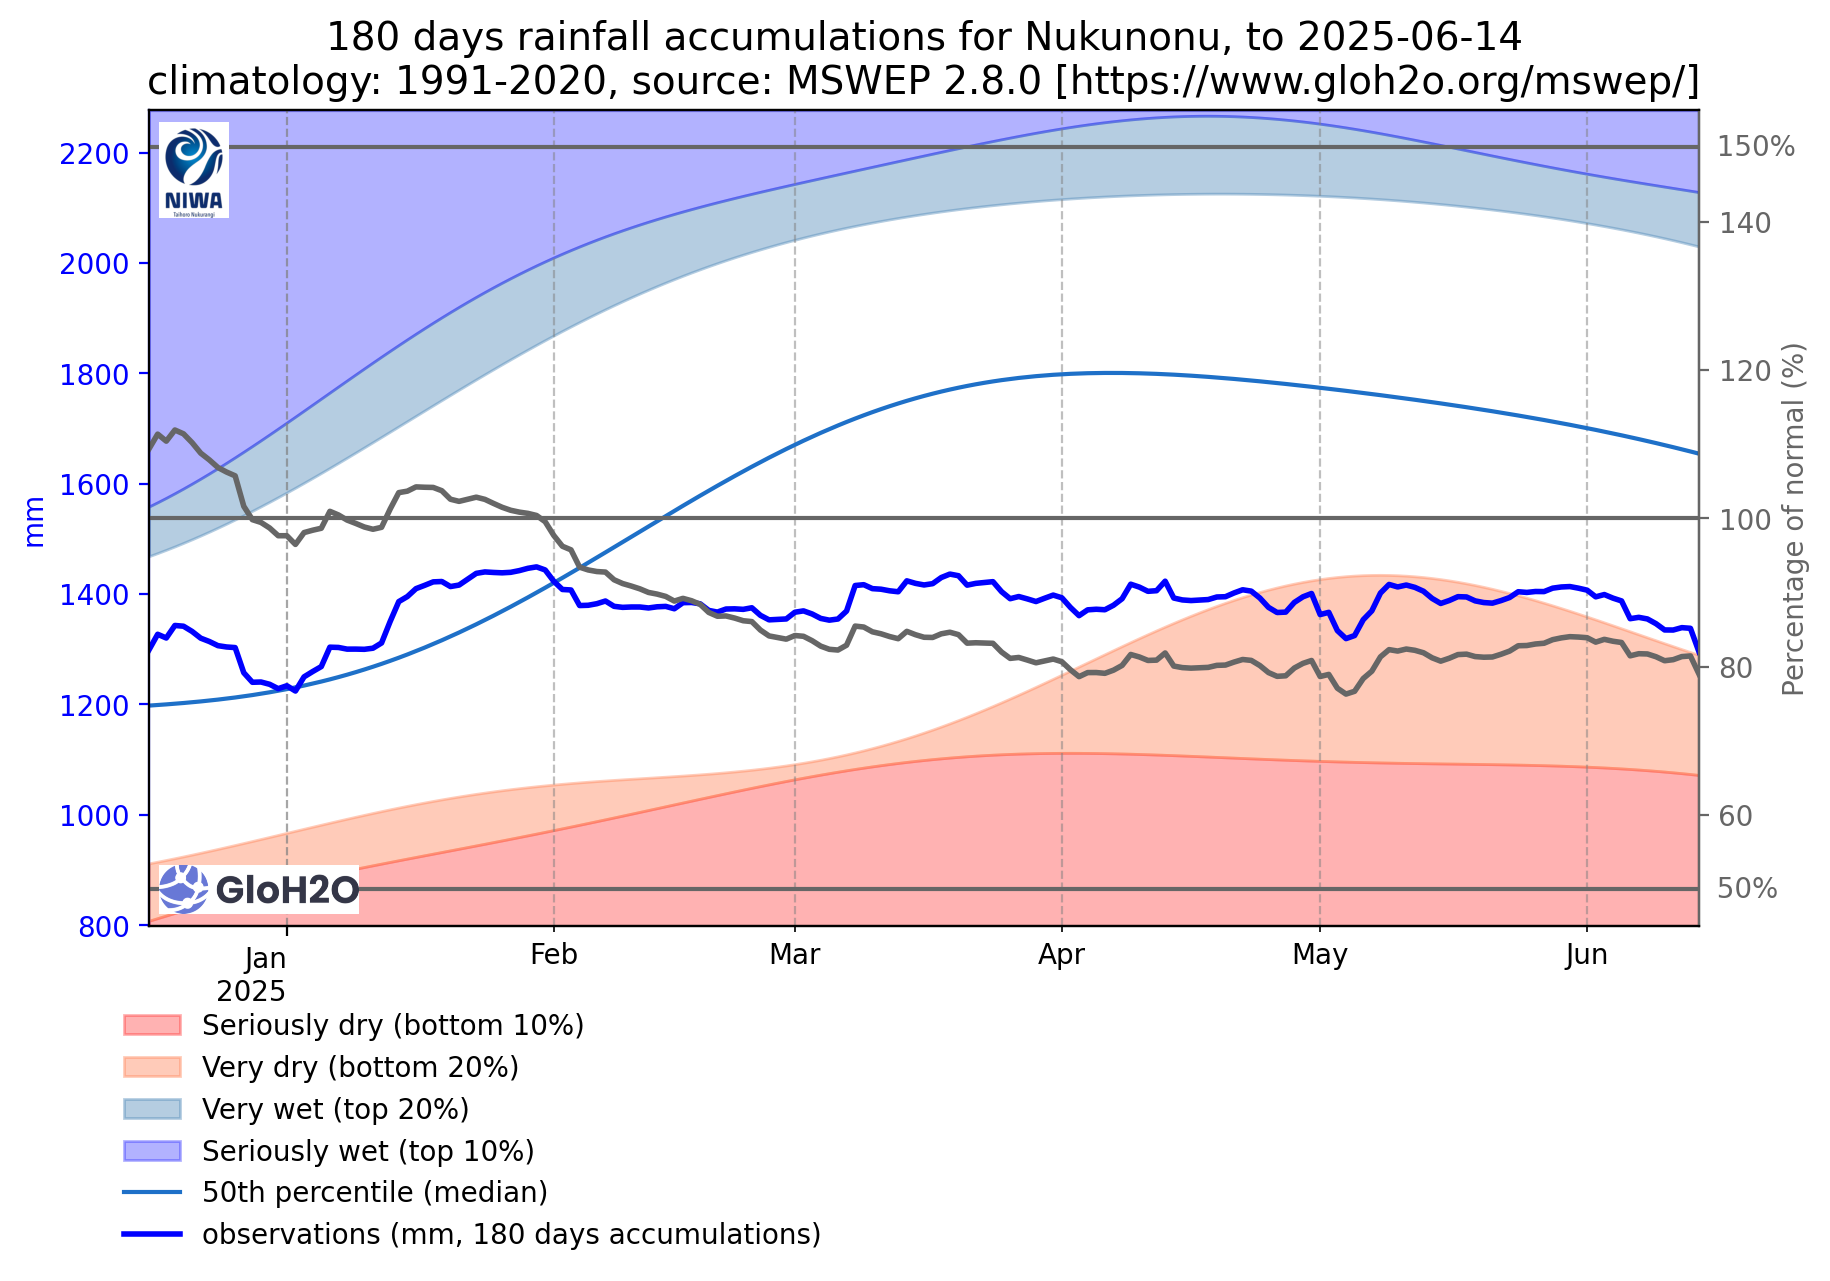 180 days rainfall accumulations for Nukunonu, to 2025-06-14
climatology: 1991-2020, source: MSWEP 2.8.0 [https://www.gloh2o.org/mswep/]
NIWA
Taihoro Nukurangi
2200
2000
1800
1600
1400
1200
1000
800
mm
150%
140
120
100
80
60
50%
Percentage of normal (%)
GloH2O
Jan
2025
Feb
Mar
Apr
May
Jun
Seriously dry (bottom 10%)
Very dry (bottom 20%)
Very wet (top 20%)
Seriously wet (top 10%)
50th percentile (median)
observations (mm, 180 days accumulations)